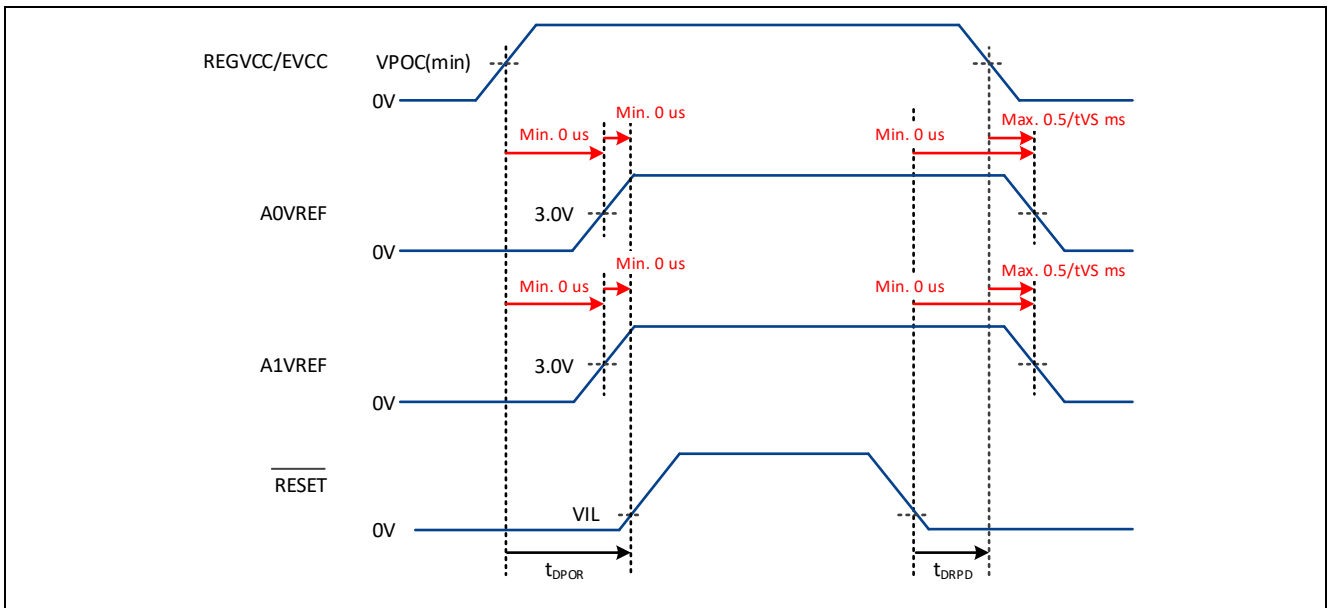 REGVCC/EVCC VPOC(min)
0V
Min. 0 us
Min. 0 us
Min. 0 us
Max. 0.5/tVS ms
A0VREF 3.0V
0V
Min. 0 us
Min. 0 us
Min. 0 us
Max. 0.5/tVS ms
A1VREF 3.0V
0V
RESET
VIL
0V
tDPOR tDRPD